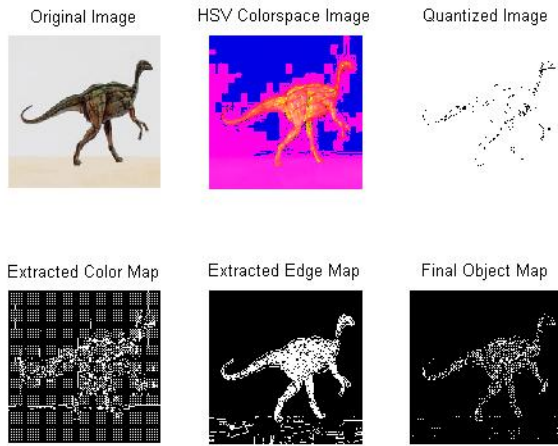 Original Image
HSV Colorspace Image
Quantized Image
Extracted Color Map
Extracted Edge Map
Final Object Map